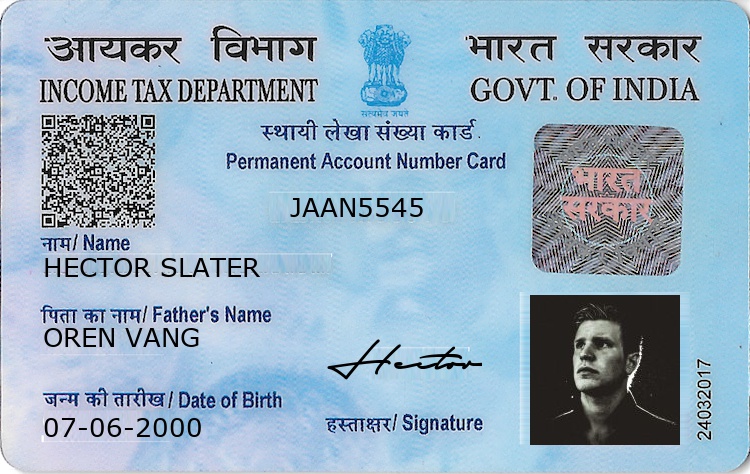 आयकर विभाग
INCOME TAX DEPARTMENT
सत्यमेव जयते
भारत सरकार
GOVT. OF INDIA
स्थायी लेखा संख्या कार्ड
Permanent Account Number Card
JAAN5545
भारत
सरकार
नाम/ Name
HECTOR SLATER
पिता का नाम/ Father's Name
OREN VANG
Hector
जन्म की तारीख/ Date of Birth
07-06-2000
हस्ताक्षर/ Signature
24032017